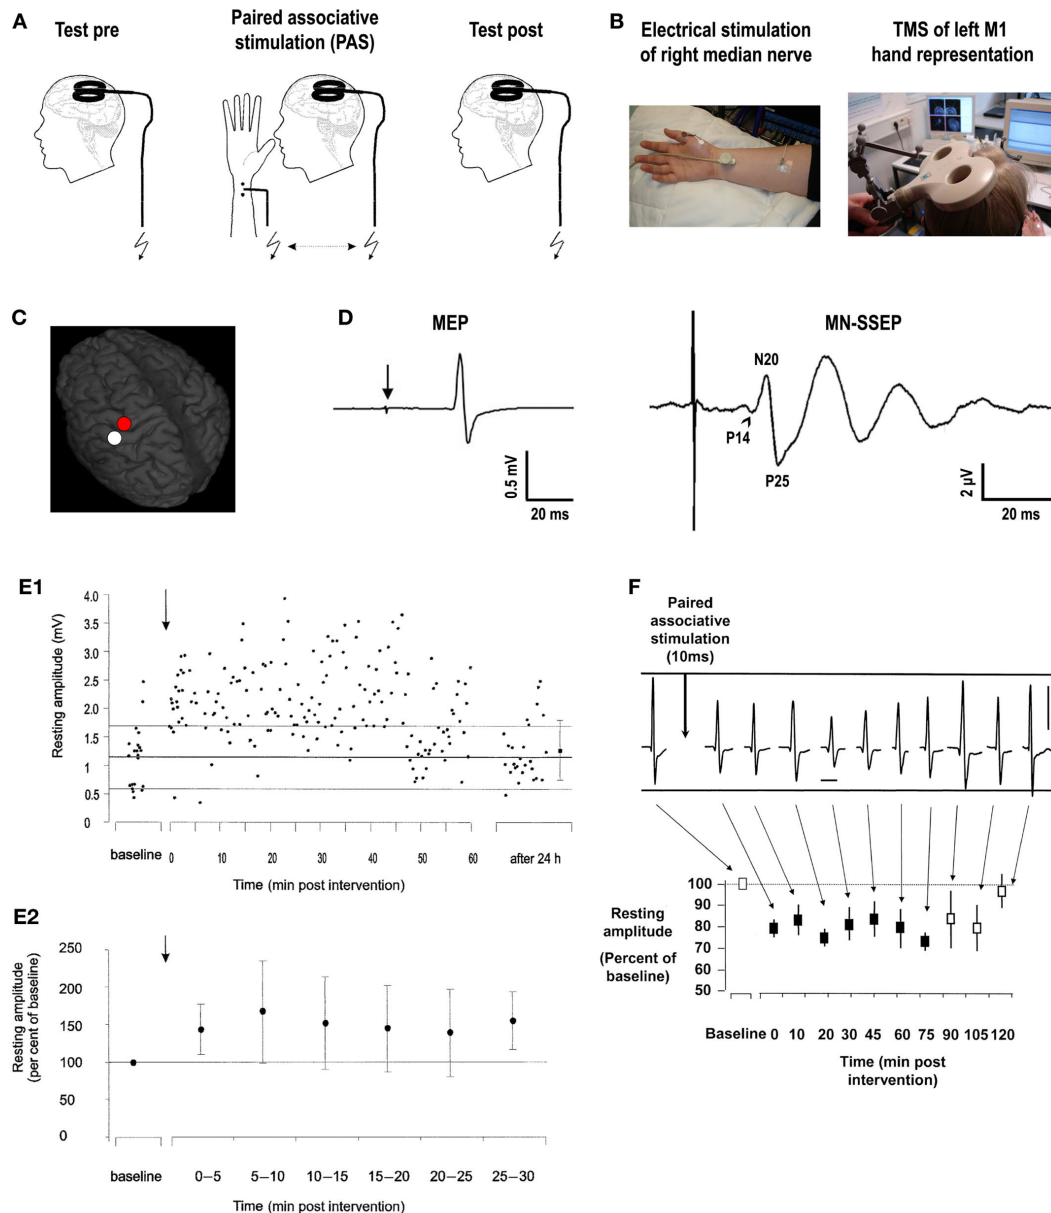 A
Test pre
Paired associative
stimulation (PAS)
Test post
B
Electrical stimulation
of right median nerve
TMS of left M1
hand representation
C
D
MEP
0.5 mV
20 ms
MN-SSEP
N20
P14
P25
2 µV
20 ms
E1
Resting amplitude (mV)
4.0
3.5
3.0
2.5
2.0
1.5
1
0.5
0
baseline
0
10
20
30
40
50
60
after 24 h
Time (min post intervention)
E2
Resting amplitude
(per cent of baseline)
250
200
150
100
50
0
baseline
0–5
5–10
10–15
15–20
20–25
25–30
Time (min post intervention)
F
Paired
associative
stimulation
(10ms)
Resting
amplitude
(Percent of
baseline)
100
90
80
70
60
50
Baseline
0
10
20
30
45
60
75
90
105
120
Time (min post
intervention)